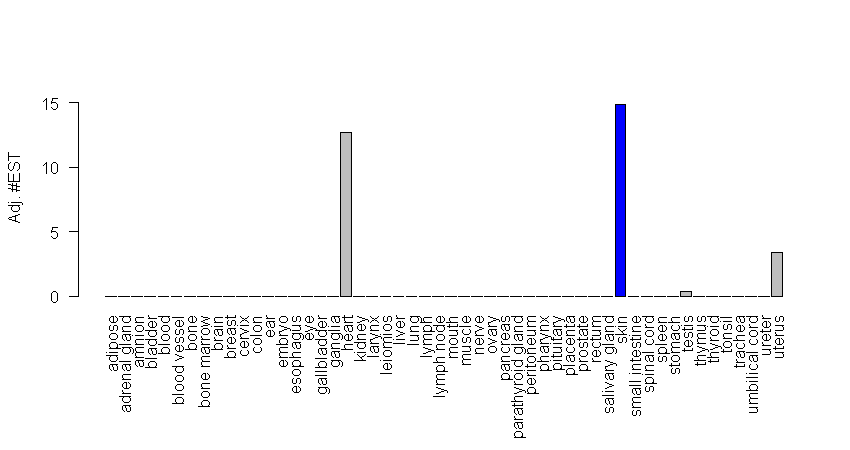 Adj. #EST
15
10
5
0
adipose
adrenal gland
amnion
bladder
blood
blood vessel
bone
bone marrow
brain
breast
cervix
colon
ear
embryo
esophagus
eye
gallbladder
ganglia
heart
kidney
larynx
leiomios
liver
lung
lymph
lymph node
mouth
muscle
nerve
ovary
pancreas
parathyroid gland
peritoneum
pharynx
pituitary
placenta
prostate
rectum
salivary gland
skin
small intestine
spinal cord
spleen
stomach
testis
thymus
thyroid
tonsil
trachea
umbilical cord
ureter
uterus